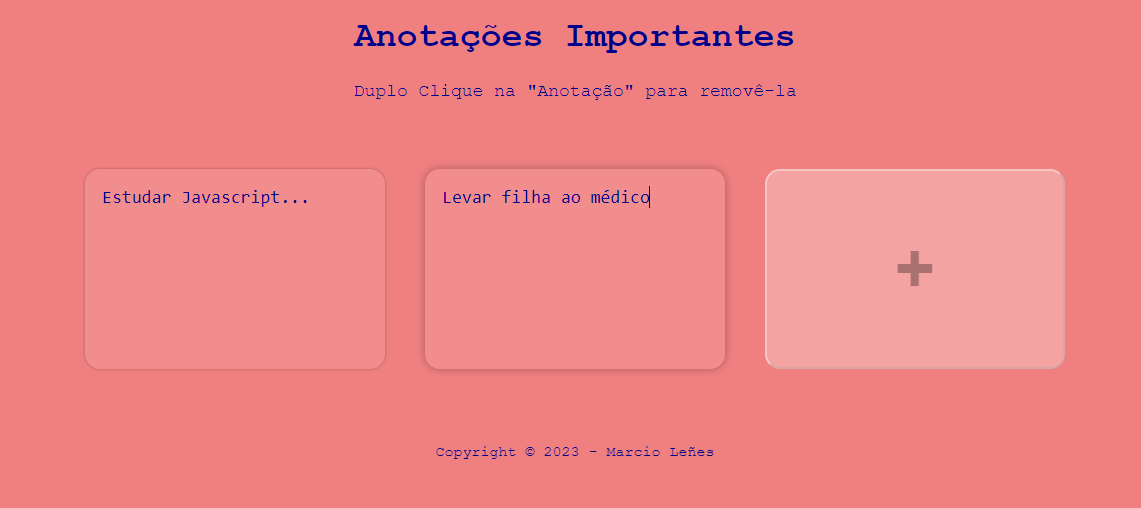 Anotações Importantes
Duplo Clique na "Anotação" para removê-la
Estudar Javascript...
Levar filha ao médico
+
Copyright © 2023 - Marcio Leñes